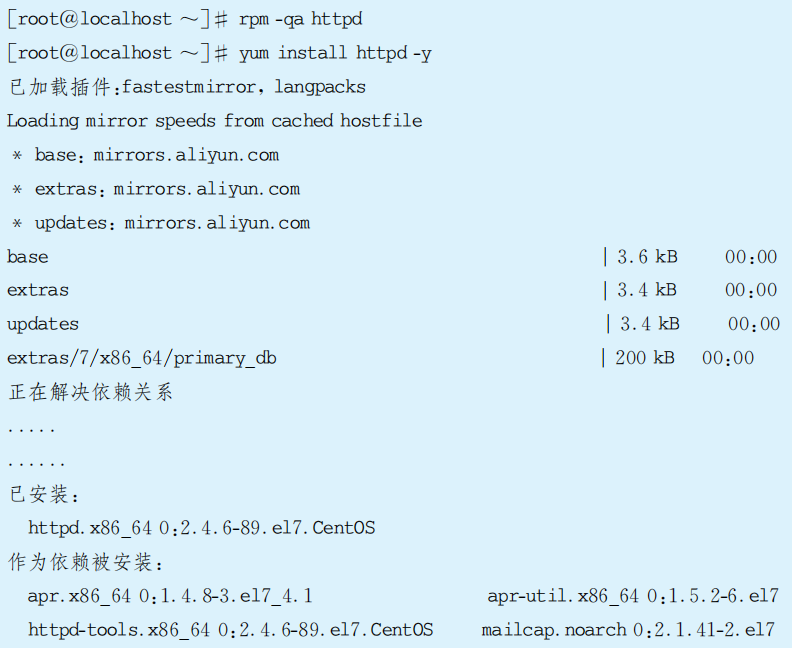 [root@localhost ~]# rpm -qa httpd
[root@localhost ~]# yum install httpd -y
已加载插件:fastestmirror, langpacks
Loading mirror speeds from cached hostfile
* base: mirrors.aliyun.com
* extras: mirrors.aliyun.com
* updates: mirrors.aliyun.com
base | 3.6 kB 00:00
extras | 3.4 kB 00:00
updates | 3.4 kB 00:00
extras/7/x86_64/primary_db | 200 kB 00:00
正在解决依赖关系
.....
......
已安装:
httpd.x86_64 0:2.4.6-89.el7.CentOS
作为依赖被安装:
apr.x86_64 0:1.4.8-3.el7_4.1 apr-util.x86_64 0:1.5.2-6.el7
httpd-tools.x86_64 0:2.4.6-89.el7.CentOS mailcap.noarch 0:2.1.41-2.el7